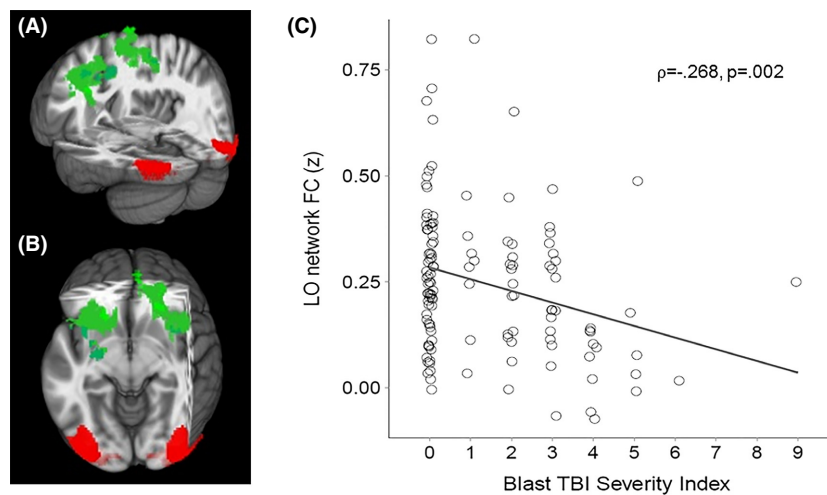 (A)
(B)
(C)
ρ=-.268, p=.002
LO network FC (z)
0.75
0.50
0.25
0.00
0 1 2 3 4 5 6 7 8 9
Blast TBI Severity Index